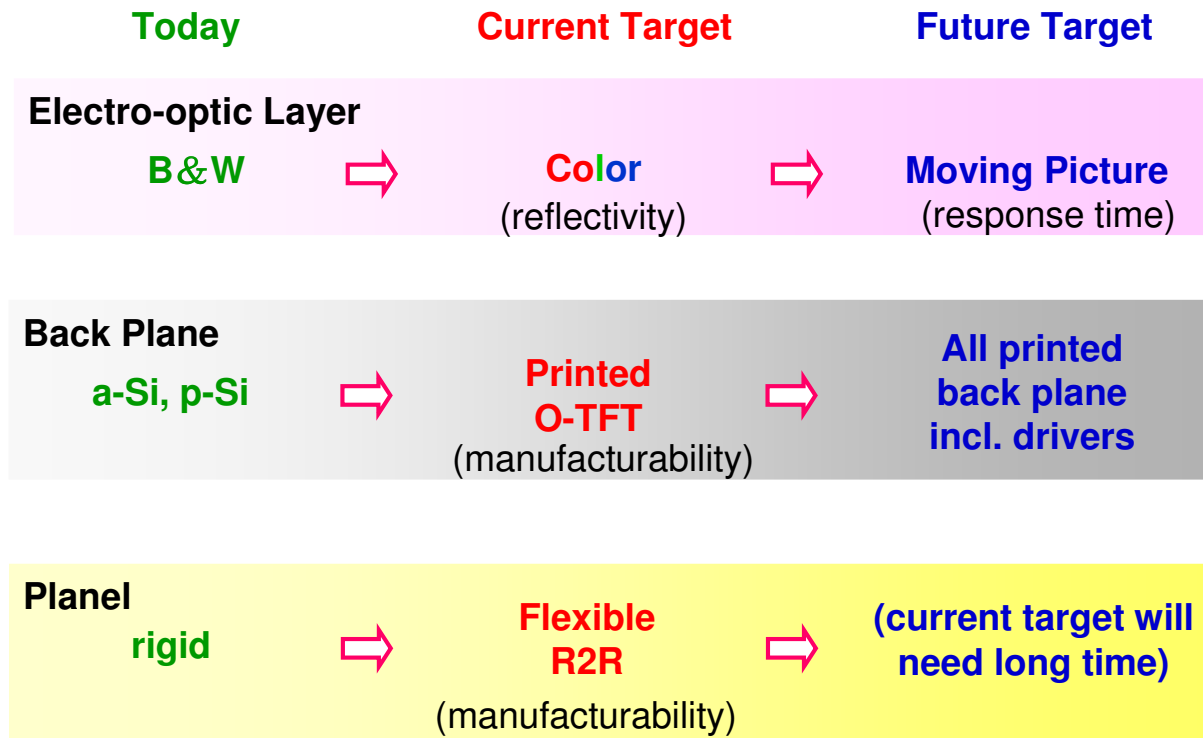 Today Current Target Future Target
Electro-optic Layer
B&W Color Moving Picture
(reflectivity) (response time)
Back Plane
a-Si, p-Si
Printed
O-TFT
(manufacturability)
All printed
back plane
incl. drivers
Planel
rigid
Flexible
R2R
(manufacturability)
(current target will
need long time)